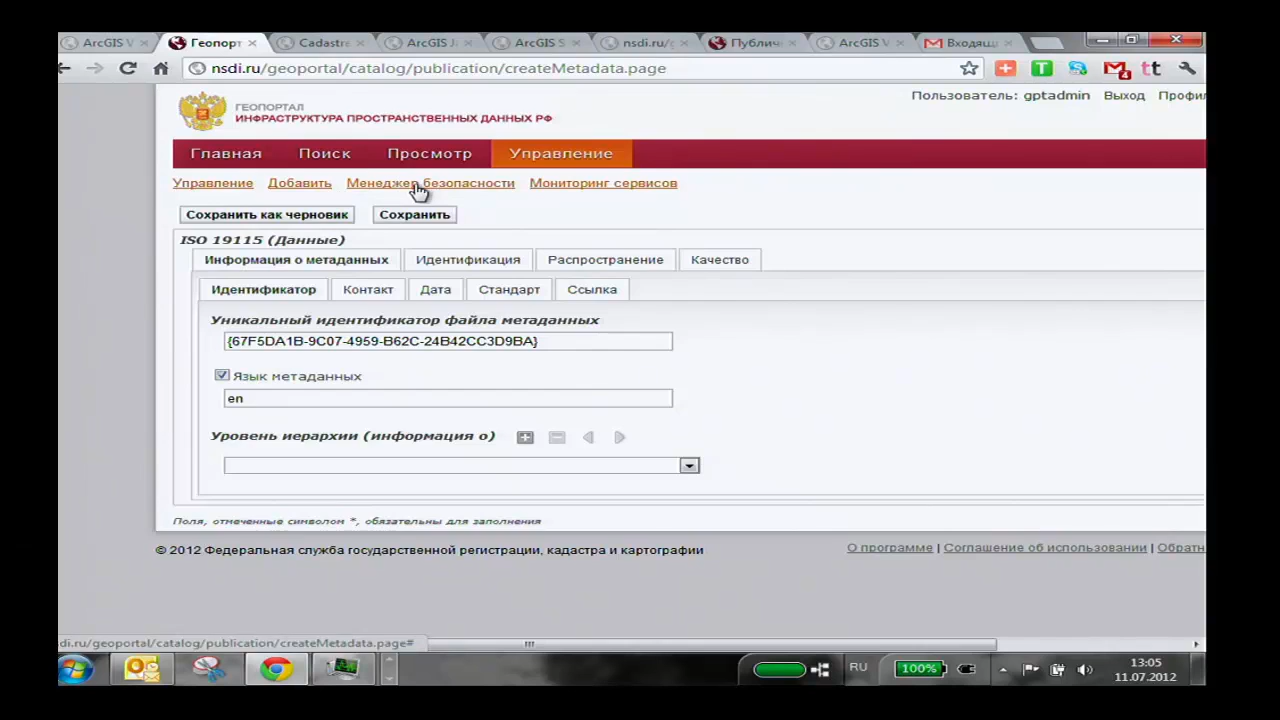 ArcGIS V
Геопорт
Cadastre
ArcGIS J
ArcGIS S
nsdi.ru/g
Публич
ArcGIS V
Входящ
nsdi.ru/geoportal/catalog/publication/createMetadata.page
Пользователь: gptadmin Выход Профи
ГЕОПОРТАЛ
ИНФРАСТРУКТУРА ПРОСТРАНСТВЕННЫХ ДАННЫХ РФ
Главная Поиск Просмотр Управление
Управление Добавить Менеджер безопасности Мониторинг сервисов
Сохранить как черновик Сохранить
ISO 19115 (Данные)
Информация о метаданных Идентификация Распространение Качество
Идентификатор Контакт Дата Стандарт Ссылка
Уникальный идентификатор файла метаданных
{67F5DA1B-9C07-4959-B62C-24B42CC3D9BA}
Язык метаданных
en
Уровень иерархии (информация о)
Поля, отмеченные символом *, обязательны для заполнения
© 2012 Федеральная служба государственной регистрации, кадастра и картографии
О программе | Соглашение об использовании | Обратн
di.ru/geoportal/catalog/publication/createMetadata.page#
RU
100%
13:05
11.07.2012